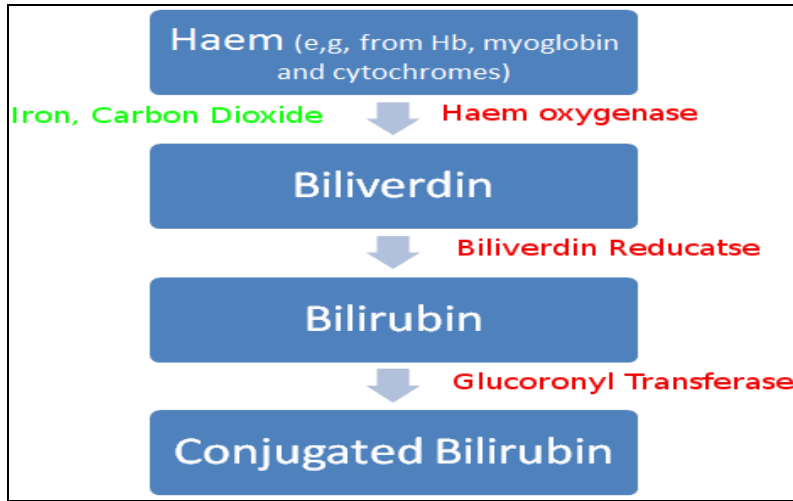 Haem (e,g, from Hb, myoglobin
and cytochromes)
Iron, Carbon Dioxide
Haem oxygenase
Biliverdin
Biliverdin Reducatse
Bilirubin
Glucoronyl Transferase
Conjugated Bilirubin